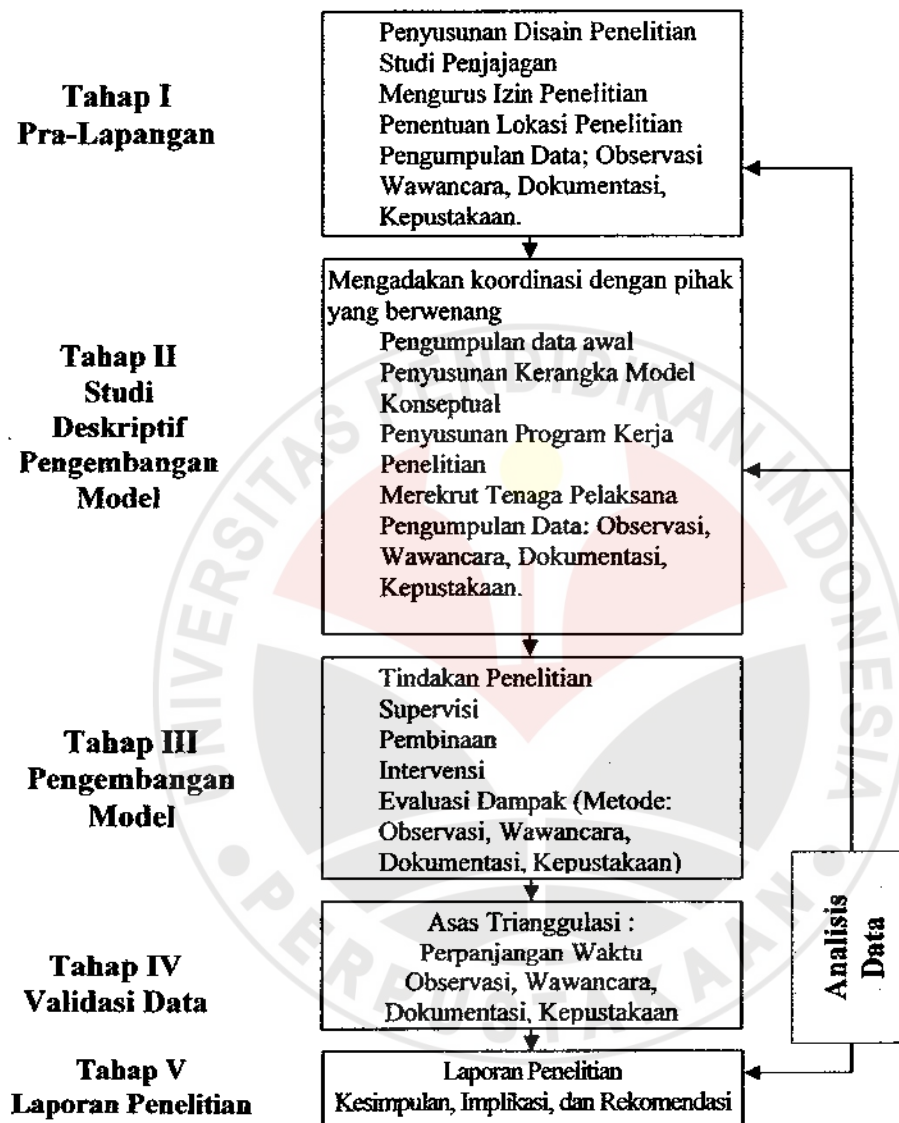 Tahap I
Pra-Lapangan
Penyusunan Disain Penelitian
Studi Penjajagan
Mengurus Izin Penelitian
Penentuan Lokasi Penelitian
Pengumpulan Data; Observasi
Wawancara, Dokumentasi,
Kepustakaan.
Tahap II
Studi
Deskriptif
Pengembangan
Model
Mengadakan koordinasi dengan pihak
yang berwenang
Pengumpulan data awal
Penyusunan Kerangka Model
Konseptual
Penyusunan Program Kerja
Penelitian
Merekrut Tenaga Pelaksana
Pengumpulan Data: Observasi,
Wawancara, Dokumentasi,
Kepustakaan.
Tahap III
Pengembangan
Model
Tindakan Penelitian
Supervisi
Pembinaan
Intervensi
Evaluasi Dampak (Metode:
Observasi, Wawancara,
Dokumentasi, Kepustakaan)
Tahap IV
Validasi Data
Asas Trianggulasi :
Perpanjangan Waktu
Observasi, Wawancara,
Dokumentasi, Kepustakaan
Tahap V
Laporan Penelitian
Laporan Penelitian
Kesimpulan, Implikasi, dan Rekomendasi
Analisis
Data
UNIVERSITAS PENDIDIKAN INDONESIA
PERPUSTAKAAN